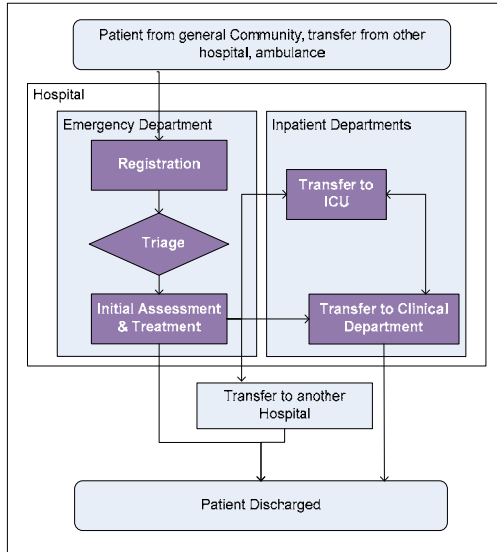 Patient from general Community, transfer from other
hospital, ambulance
Hospital
Emergency Department
Inpatient Departments
Registration
Transfer to
ICU
Triage
Initial Assessment
& Treatment
Transfer to Clinical
Department
Transfer to another
Hospital
Patient Discharged